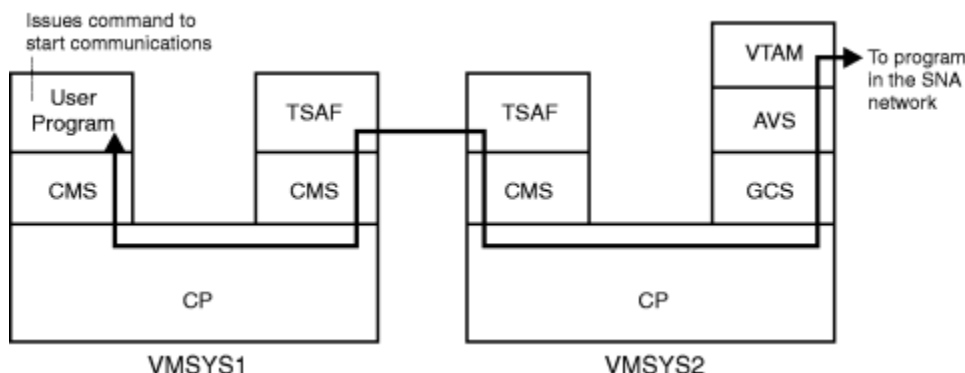 Issues command to
start communications
User
Program
CMS
TSAF
CMS
CP
VMSYS1
TSAF
CMS
VTAM
AVS
GCS
CP
VMSYS2
To program
in the SNA
network